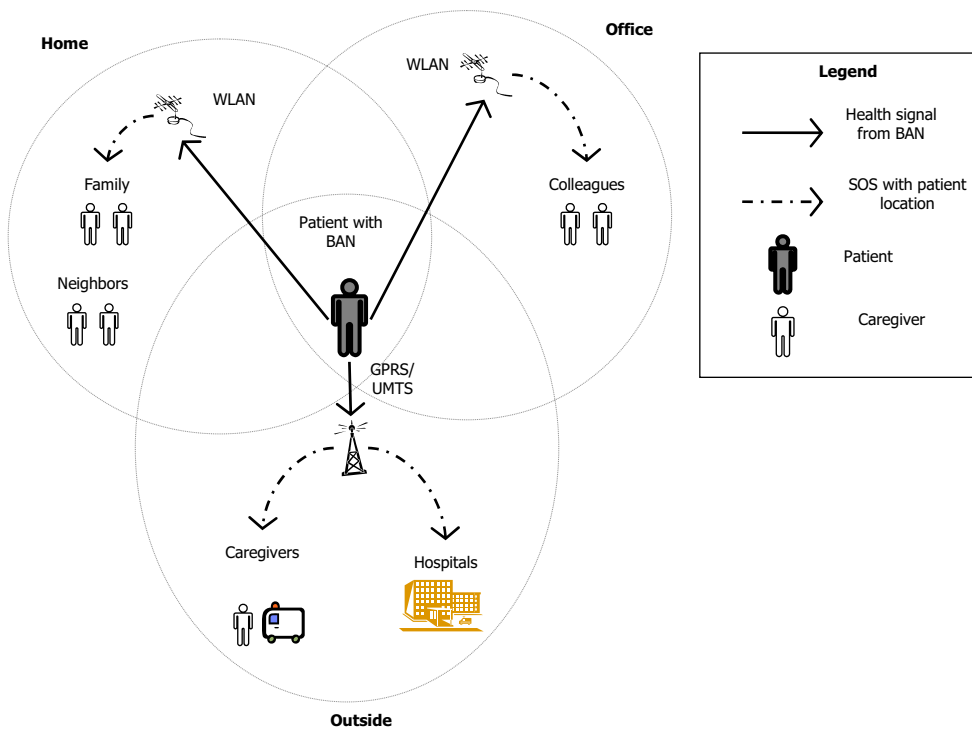 Home
Office
WLAN
WLAN
Family
Colleagues
Patient with
BAN
Neighbors
GPRS/
UMTS
Caregivers
Hospitals
Outside
Legend
Health signal
from BAN
SOS with patient
location
Patient
Caregiver